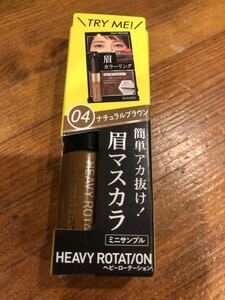 TRY ME!
眉
カラーリング
04
ナチュラルブラウン
簡単アカ抜け!
眉マスカラ
ミニサンプル
HEAVY ROTA
HEAVY ROTATION
ヘビーローテーション